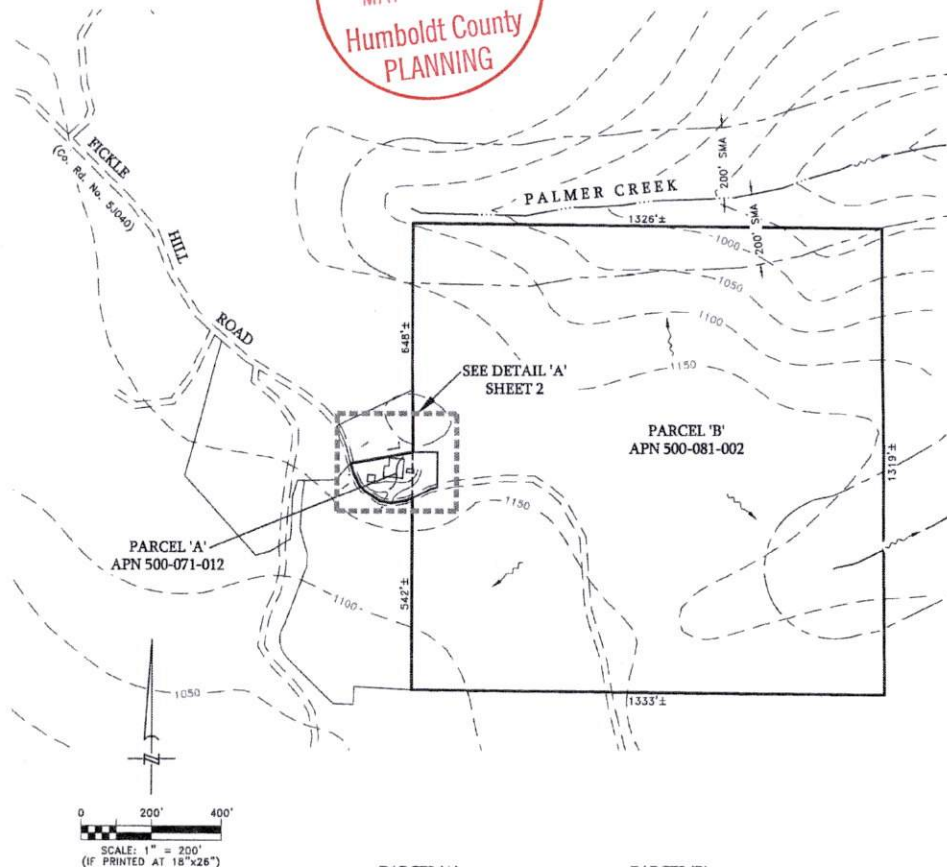 Humboldt County
PLANNING
FICKLE
HILL
ROAD
(Co. Rd. No. 5J040)
PALMER CREEK
1326'±
200' SMA
200' SMA
1000
1050
1100
1150
648'±
SEE DETAIL 'A'
SHEET 2
PARCEL 'B'
APN 500-081-002
1319'±
1150
PARCEL 'A'
APN 500-071-012
542'±
1100
1050
1333'±
N
0 200' 400'
SCALE: 1" = 200'
(IF PRINTED AT 18"x26")